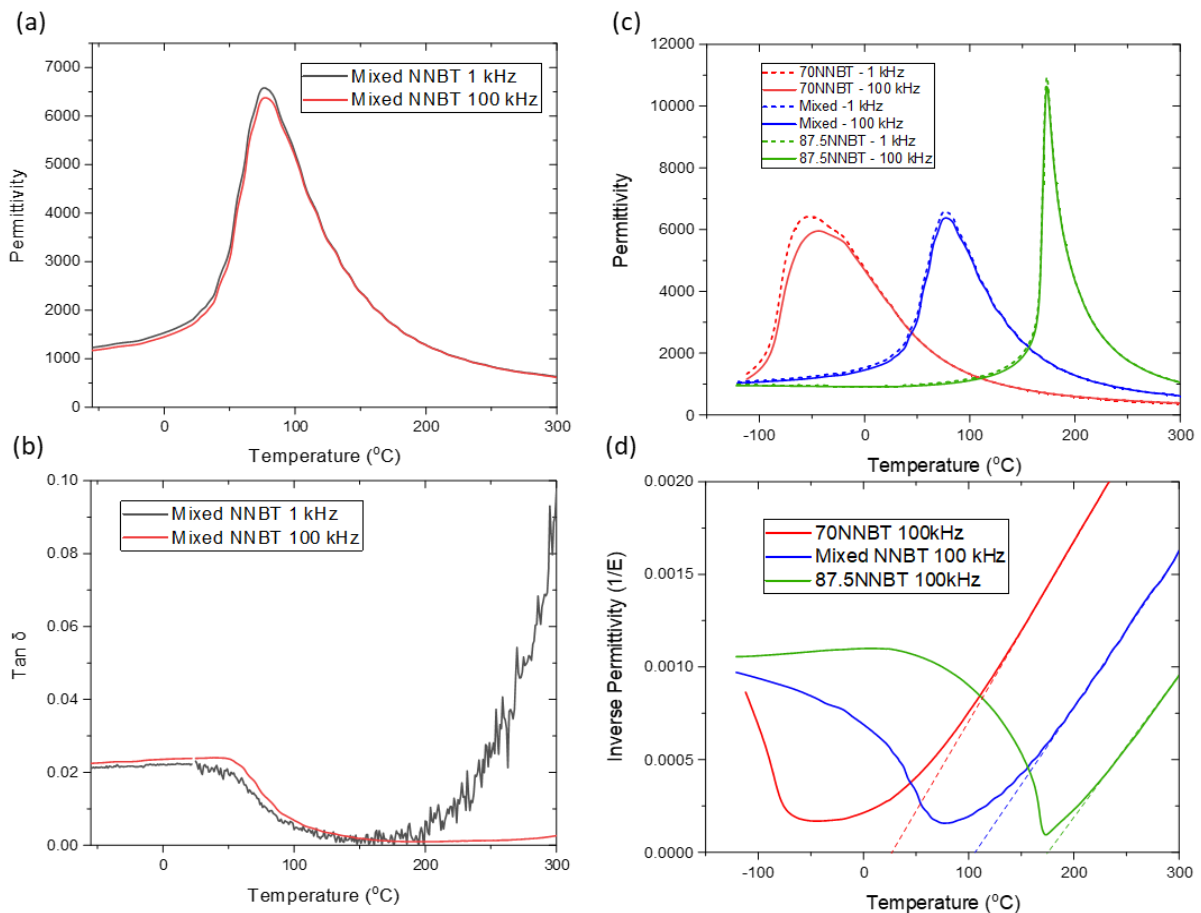 (a)
Mixed NNBT 1 kHz
Mixed NNBT 100 kHz
Permittivity
7000
6000
5000
4000
3000
2000
1000
0
0
100
200
300
Temperature (°C)
(c)
70NNBT - 1 kHz
70NNBT - 100 kHz
Mixed -1 kHz
Mixed - 100 kHz
87.5NNBT - 1 kHz
87.5NNBT - 100 kHz
Permittivity
12000
10000
8000
6000
4000
2000
0
-100
0
100
200
300
Temperature (°C)
(b)
Mixed NNBT 1 kHz
Mixed NNBT 100 kHz
Tan δ
0.10
0.08
0.06
0.04
0.02
0.00
0
100
200
300
Temperature (°C)
(d)
70NNBT 100kHz
Mixed NNBT 100 kHz
87.5NNBT 100kHz
Inverse Permittivity (1/E)
0.0020
0.0015
0.0010
0.0005
0.0000
-100
0
100
200
300
Temperature (°C)